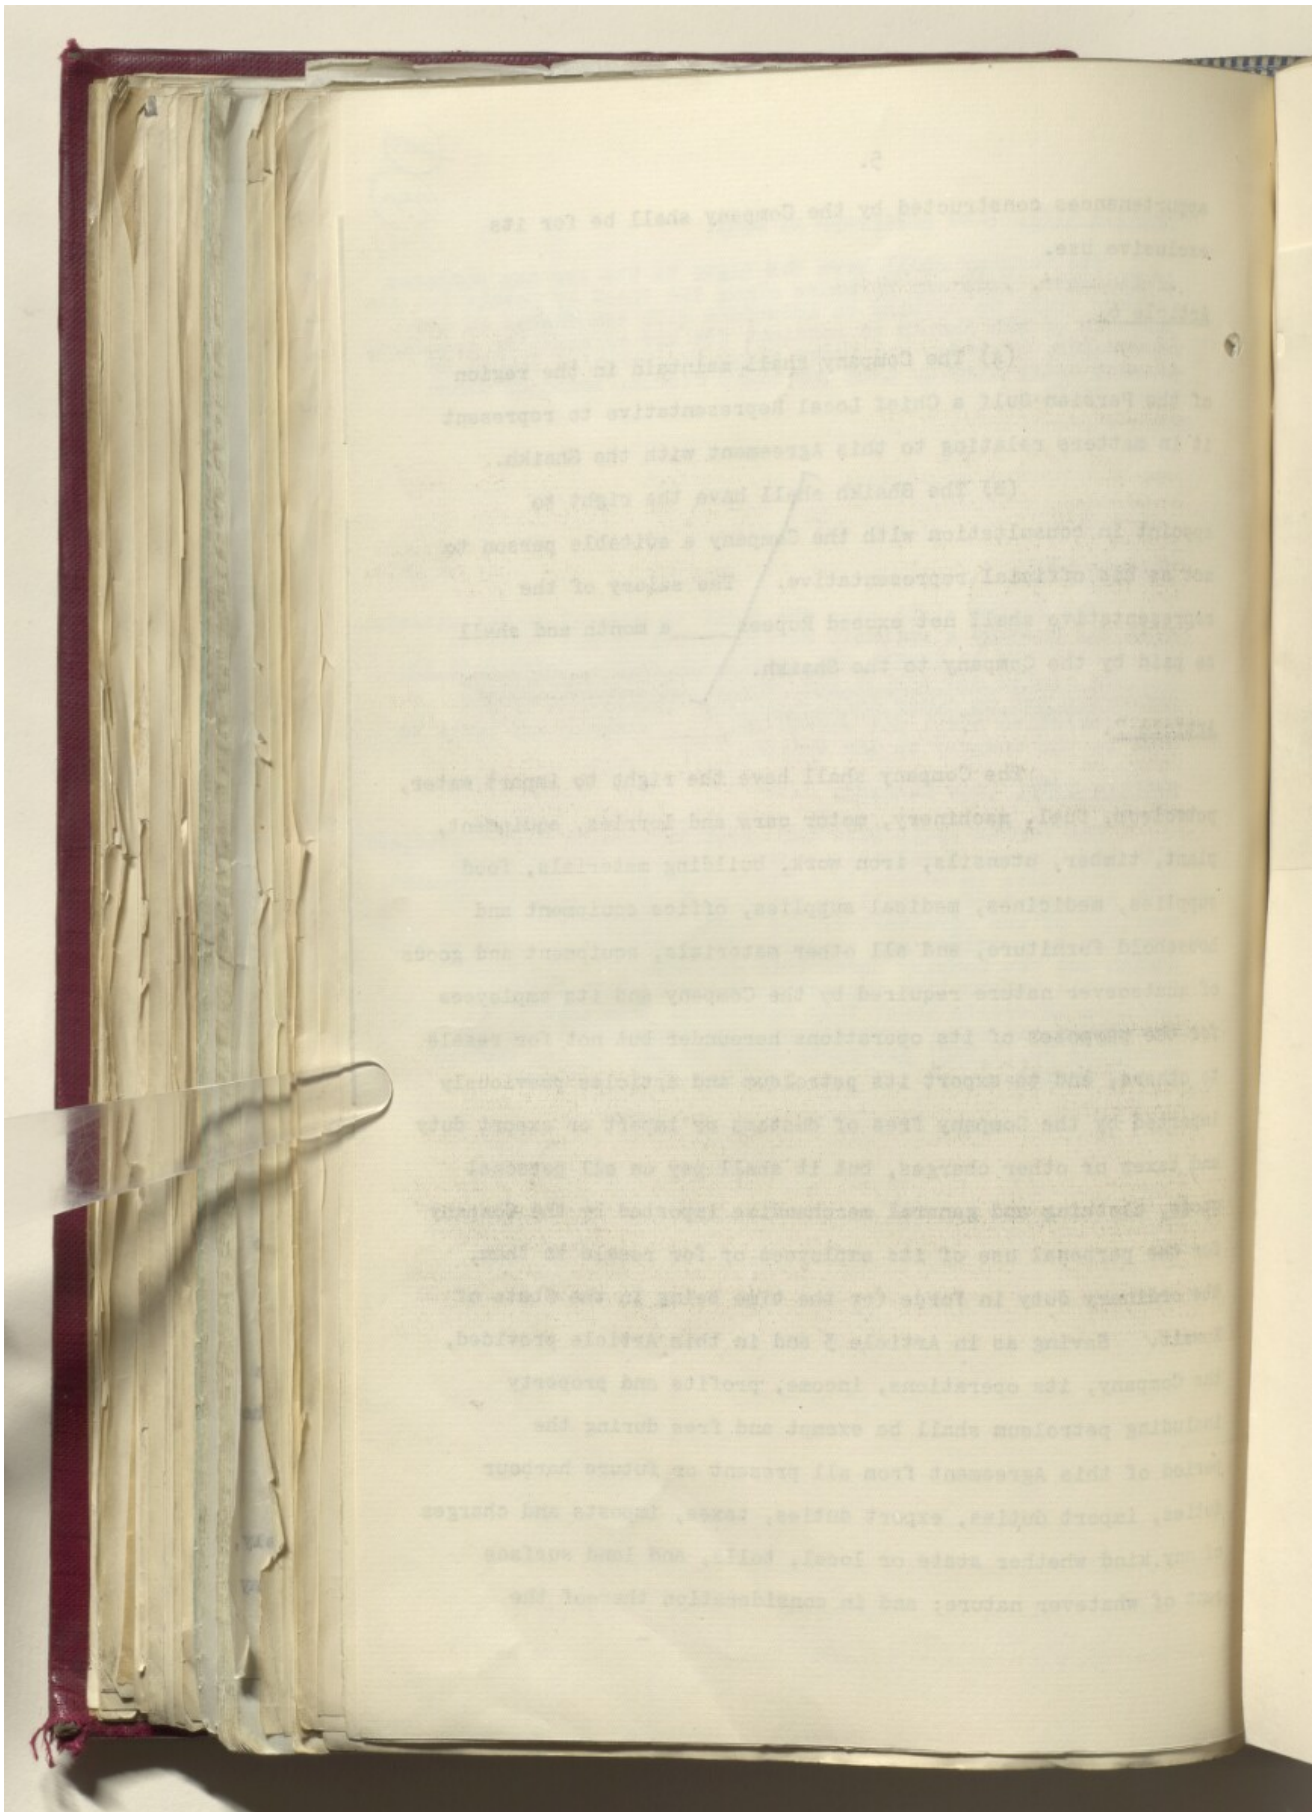 5.
appurtenances constructed by the Company shall be for its
exclusive use.
Article 6.
(a) The Company shall maintain in the region
of the Persian Gulf a Chief Local Representative to represent
it in matters relating to this Agreement with the Shaikh.
(b) The Shaikh shall have the right to
appoint in consultation with the Company a suitable person to
act as his official representative. The salary of the
representative shall not exceed Rupees ____ a month and shall
be paid by the Company to the Shaikh.
Article 7.
The Company shall have the right to import water,
petroleum, fuel, machinery, motor cars and lorries, equipment,
plant, timber, utensils, iron work, building materials, food
supplies, medicines, medical supplies, office equipment and
household furniture, and all other materials, equipment and goods
of whatsoever nature required by the Company and its employees
for the purposes of its operations hereunder but not for resale
to others, and to export its petroleum and articles previously
imported by the Company free of customs or import or export duty
and taxes or other charges, but it shall pay on all personal
goods, clothing and general merchandise imported by the Company
for the personal use of its employees or for resale to them,
the ordinary duty in force for the time being in the State of
Kuwait. Saving as in Article 3 and in this Article provided,
the Company, its operations, income, profits and property
including petroleum shall be exempt and free during the
period of this Agreement from all present or future harbour
duties, import duties, export duties, taxes, imposts and charges
of any kind whether state or local, tolls, and land surface
rent of whatever nature; and in consideration thereof the